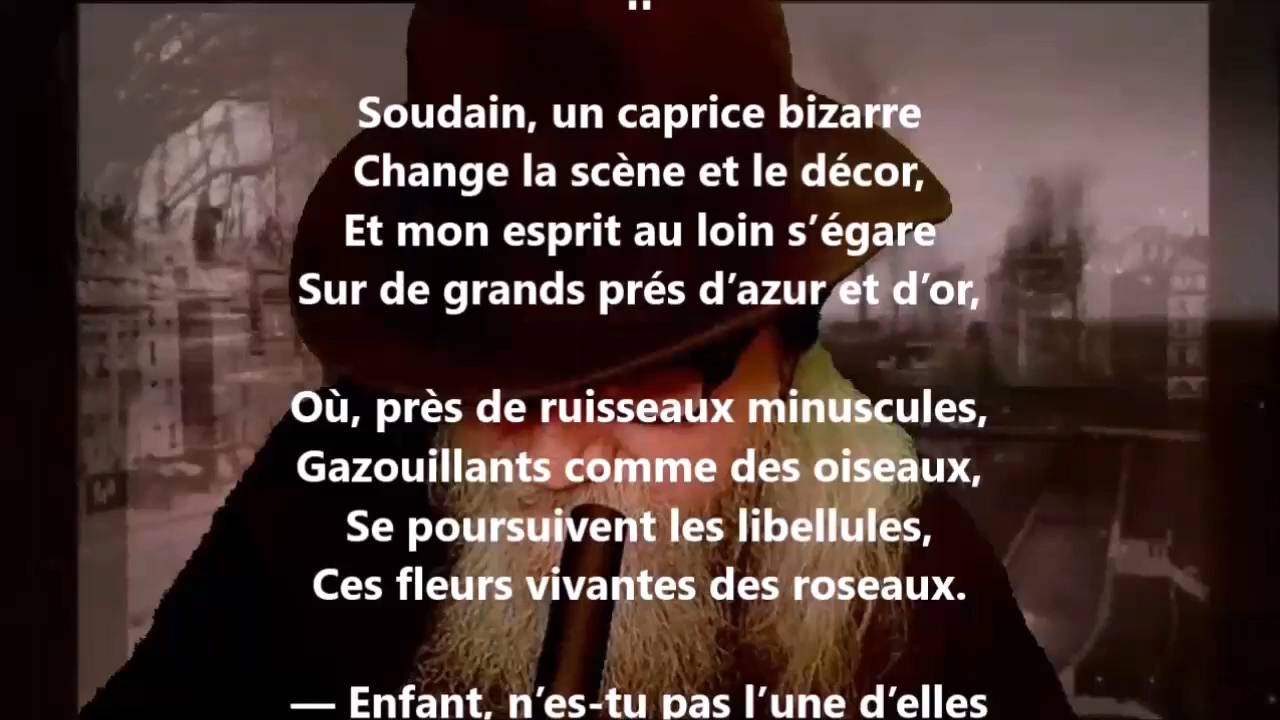 Soudain, un caprice bizarre
Change la scène et le décor,
Et mon esprit au loin s’égare
Sur de grands prés d’azur et d’or,
Où, près de ruisseaux minuscules,
Gazouillants comme des oiseaux,
Se poursuivent les libellules,
Ces fleurs vivantes des roseaux.
— Enfant, n’es-tu pas l’une d’elles